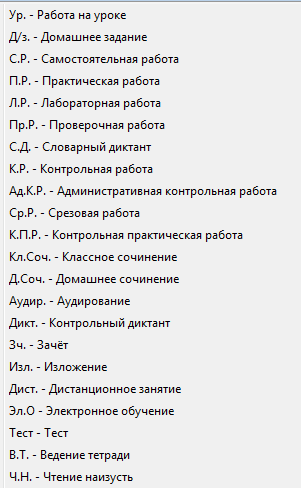 Ур. - Работа на уроке
Д/з. - Домашнее задание
С.Р. - Самостоятельная работа
П.Р. - Практическая работа
Л.Р. - Лабораторная работа
Пр.Р. - Проверочная работа
С.Д. - Словарный диктант
К.Р. - Контрольная работа
Ад.К.Р. - Административная контрольная работа
Ср.Р. - Срезовая работа
К.П.Р. - Контрольная практическая работа
Кл.Соч. - Классное сочинение
Д.Соч. - Домашнее сочинение
Аудир. - Аудирование
Дикт. - Контрольный диктант
Зч. - Зачёт
Изл. - Изложение
Дист. - Дистанционное занятие
Эл.О - Электронное обучение
Тест - Тест
В.Т. - Ведение тетради
Ч.Н. - Чтение наизусть